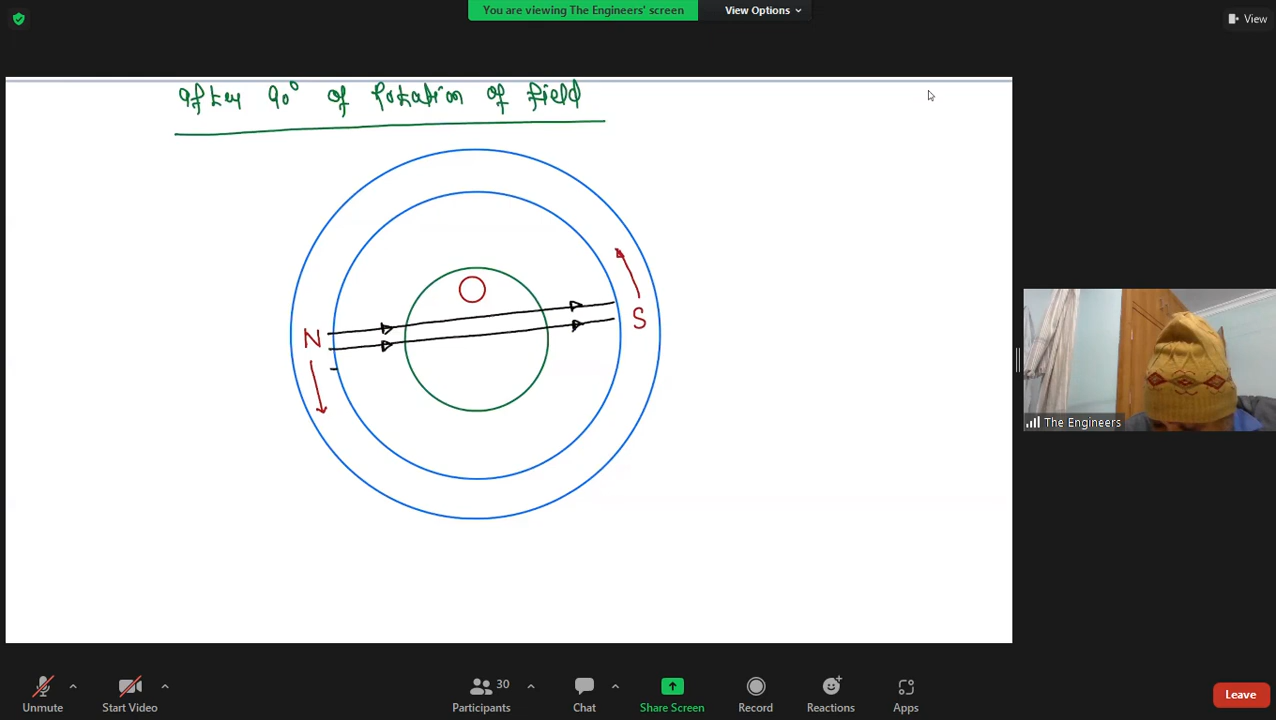 You are viewing The Engineers' screen
View Options
View
after 90° of Rotation of field
N
S
The Engineers
Unmute
Start Video
30
Participants
Chat
Share Screen
Record
Reactions
Apps
Leave